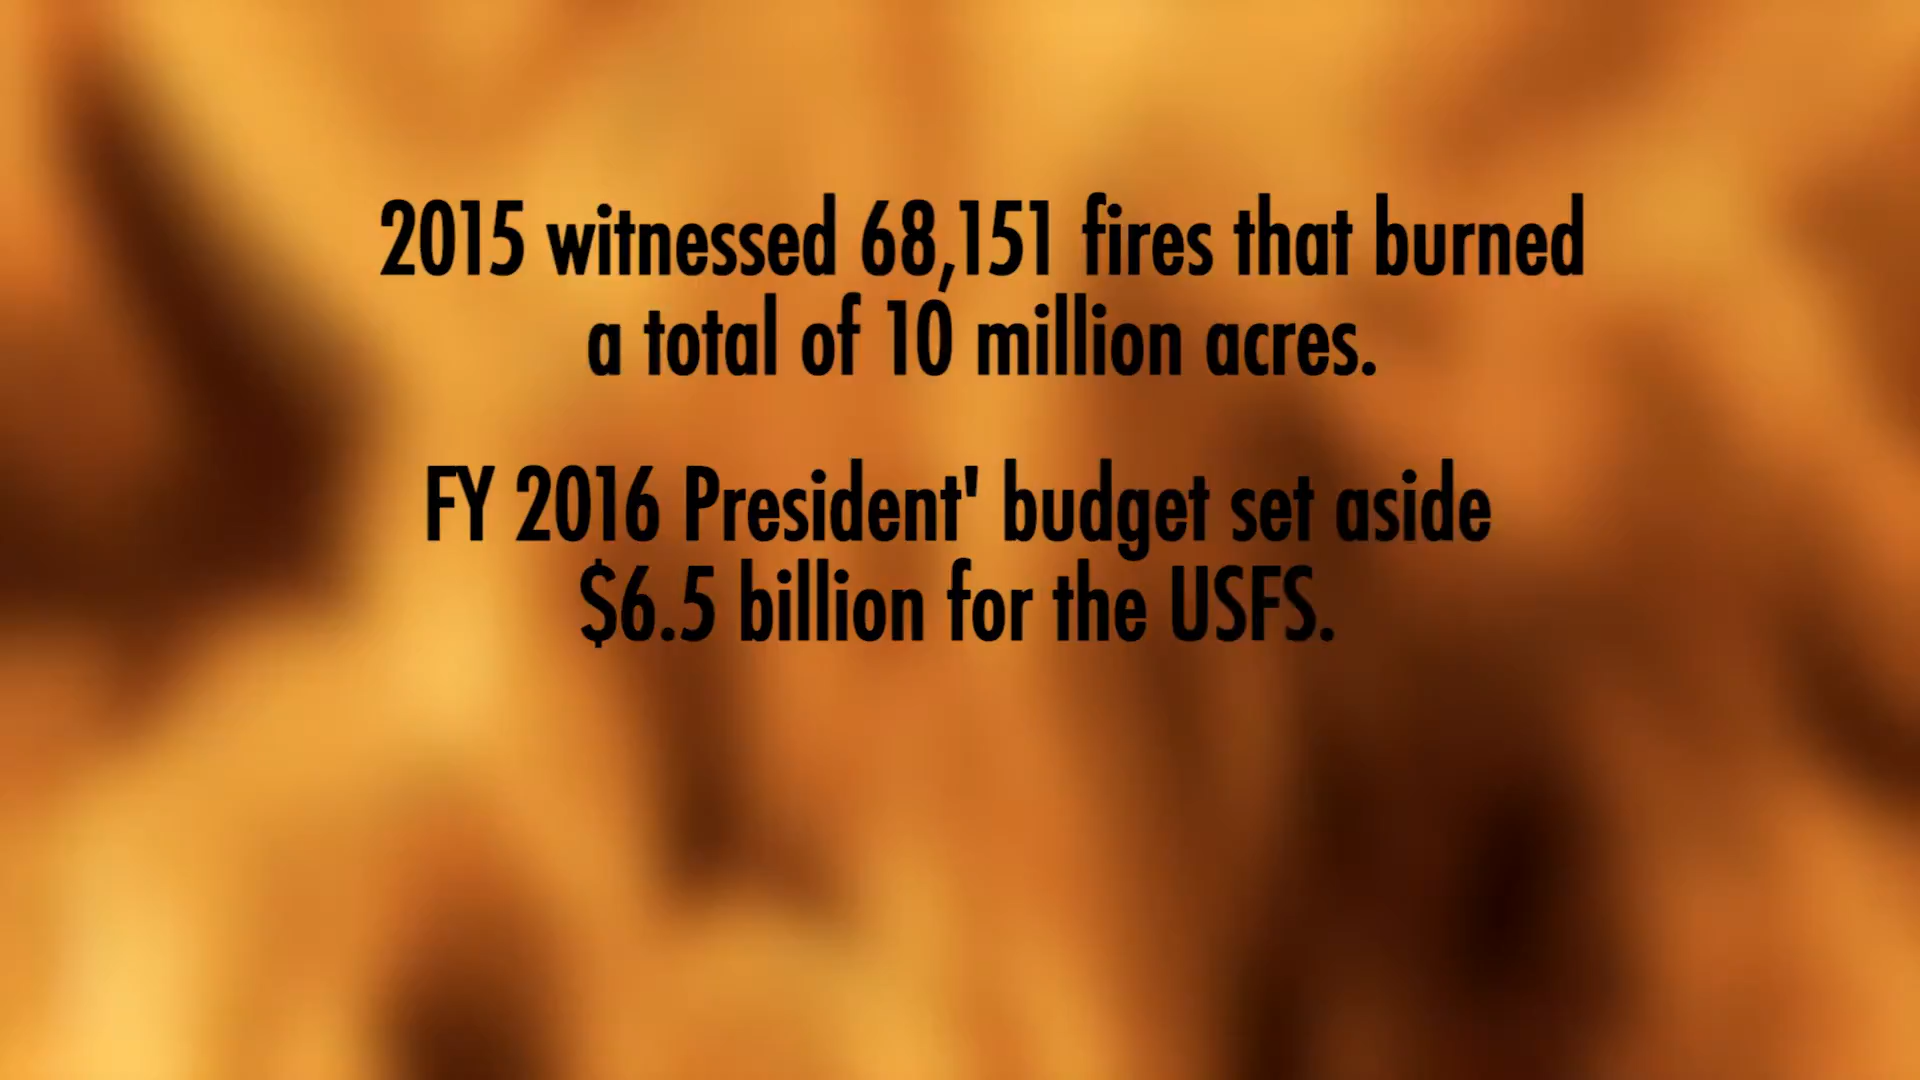 2015 witnessed 68,151 fires that burned
a total of 10 million acres.
FY 2016 President' budget set aside
$6.5 billion for the USFS.